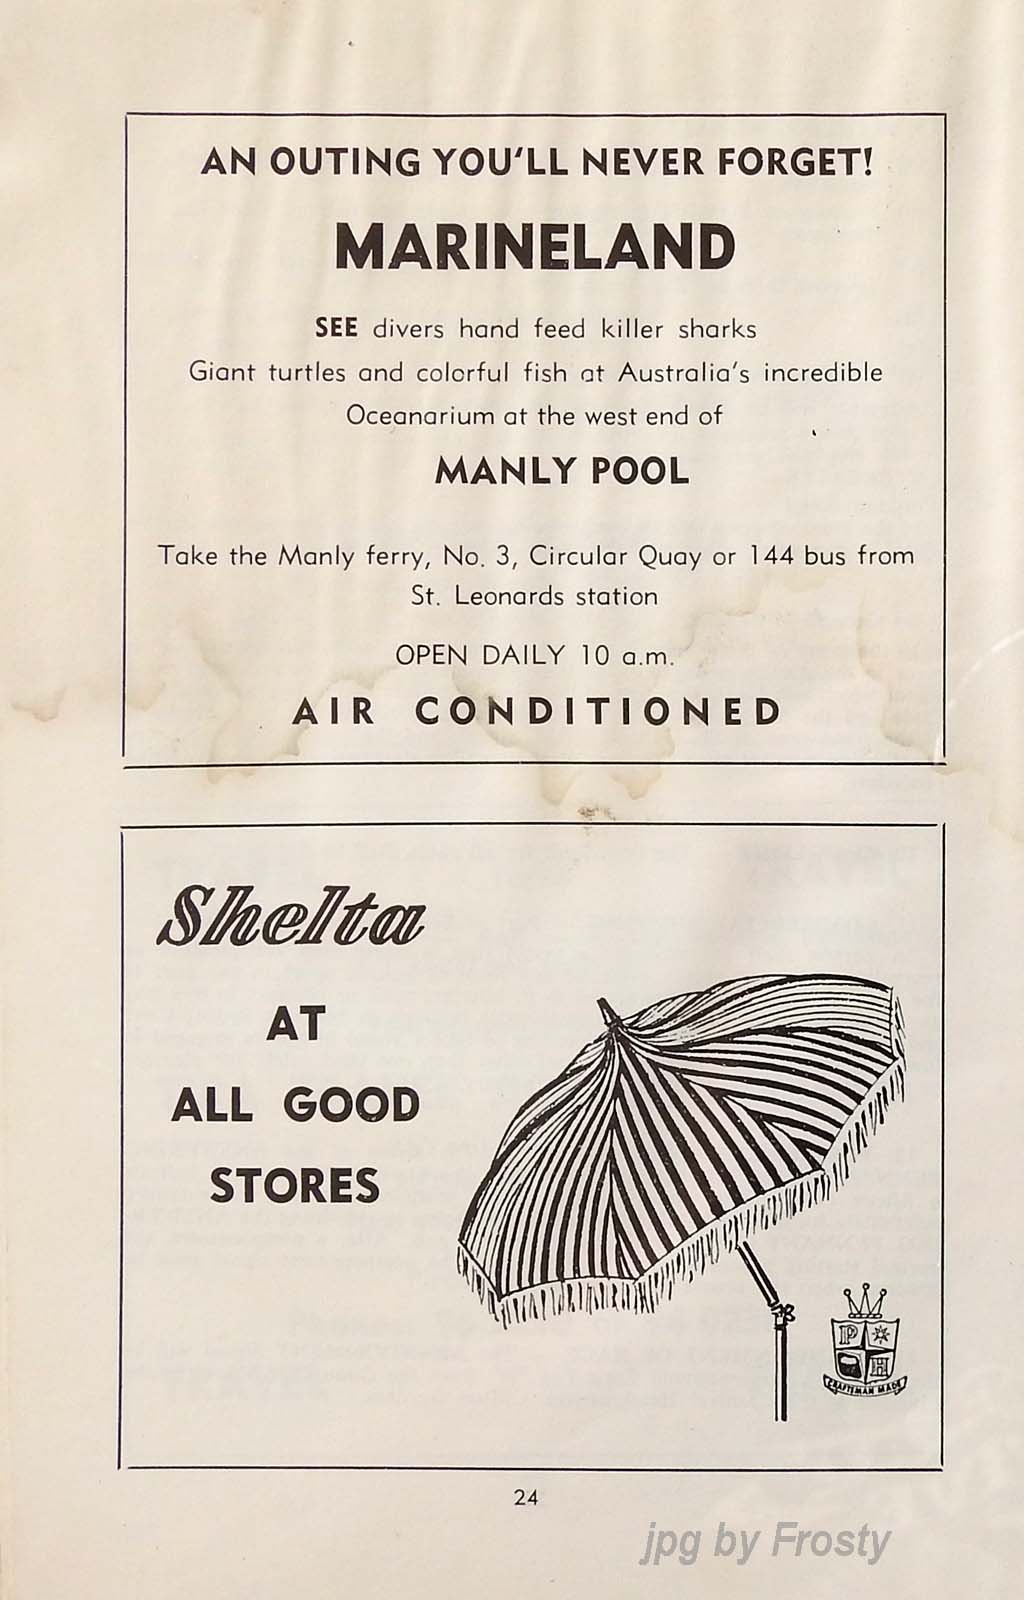 AN OUTING YOU'LL NEVER FORGET!
MARINELAND
SEE divers hand feed killer sharks
Giant turtles and colorful fish at Australia's incredible
Oceanarium at the west end of
MANLY POOL
Take the Manly ferry, No. 3, Circular Quay or 144 bus from
St. Leonards station
OPEN DAILY 10 a.m.
AIR CONDITIONED
Shelta
AT
ALL GOOD
STORES
P
H
CRAFTSMAN MADE
24
jpg by Frosty